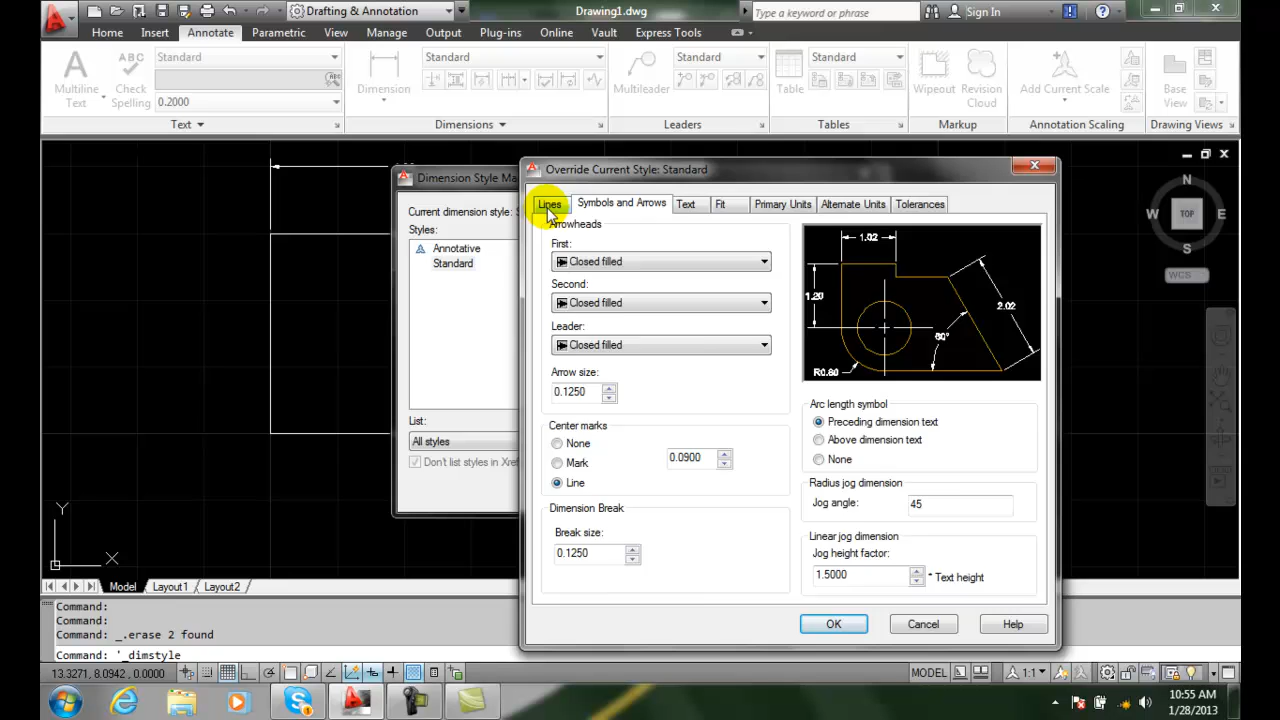 Drafting & Annotation
Drawing1.dwg
Type a keyword or phrase
Sign In
Home Insert Annotate Parametric View Manage Output Plug-ins Online Vault Express Tools
Multiline Text
ABC Check Spelling
Standard
0.2000
Text
Dimension
Standard
Dimensions
Multileader
Standard
Leaders
Table
Standard
Tables
Wipeout
Revision Cloud
Markup
Add Current Scale
Annotation Scaling
Base View
Drawing Views
Dimension Style Ma
Current dimension style: S
Styles:
Annotative
Standard
List:
All styles
Don't list styles in Xref
Override Current Style: Standard
Lines Symbols and Arrows Text Fit Primary Units Alternate Units Tolerances
Arrowheads
First:
Closed filled
Second:
Closed filled
Leader:
Closed filled
Arrow size:
0.1250
Center marks
None
Mark
Line
0.0900
Dimension Break
Break size:
0.1250
1.02
1.20
2.02
60°
R0.80
Arc length symbol
Preceding dimension text
Above dimension text
None
Radius jog dimension
Jog angle:
45
Linear jog dimension
Jog height factor:
1.5000
* Text height
OK Cancel Help
N
W TOP E
S
WCS
Y
X
Model Layout1 Layout2
Command:
Command:
Command: _.erase 2 found
Command: '_dimstyle
13.3271, 8.0942, 0.0000
MODEL
1:1
10:55 AM
1/28/2013